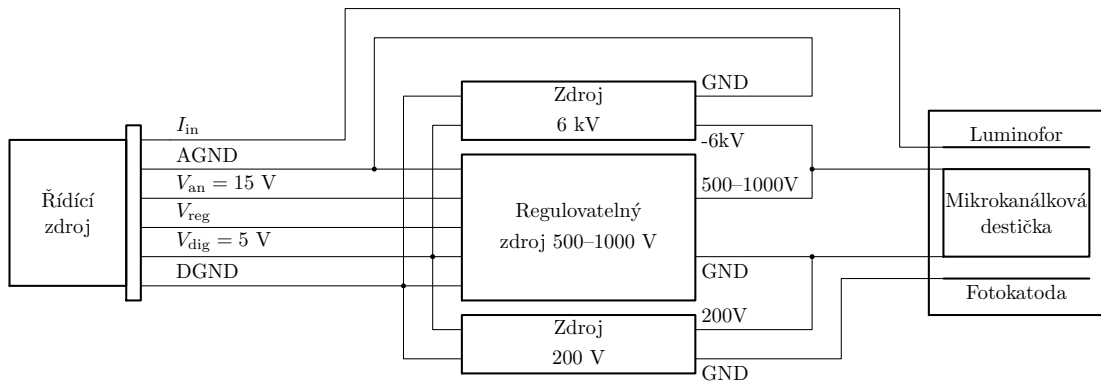 GND
Zdroj
6 kV
-6kV
I_in
AGND
V_an = 15 V
V_reg
V_dig = 5 V
DGND
Řídící
zdroj
500–1000V
Regulovatelný
zdroj 500–1000 V
GND
200V
Zdroj
200 V
GND
Luminofor
Mikrokanálková
destička
Fotokatoda